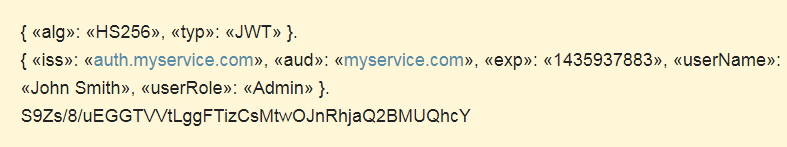 { «alg»: «HS256», «typ»: «JWT» }.
{ «iss»: «auth.myservice.com», «aud»: «myservice.com», «exp»: «1435937883», «userName»:
«John Smith», «userRole»: «Admin» }.
S9Zs/8/uEGGTVVtLggFTizCsMtwOJnRhjaQ2BMUQhcY